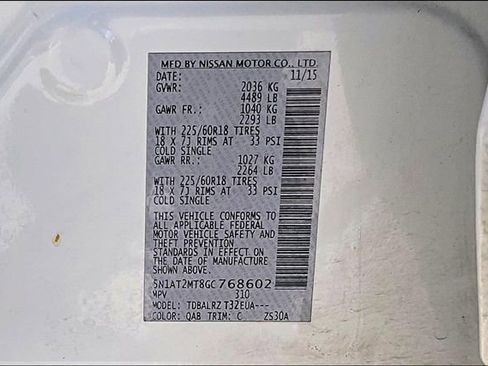 MFD BY NISSAN MOTOR CO., LTD.
DATE: 11/15
GVWR: 2036 KG
4489 LB
GAWR FR.: 1040 KG
2293 LB
WITH 225/60R18 TIRES
18 X 7J RIMS AT 33 PSI
COLD SINGLE
GAWR RR.: 1027 KG
2264 LB
WITH 225/60R18 TIRES
18 X 7J RIMS AT 33 PSI
COLD SINGLE
THIS VEHICLE CONFORMS TO
ALL APPLICABLE FEDERAL
MOTOR VEHICLE SAFETY AND
THEFT PREVENTION
STANDARDS IN EFFECT ON
THE DATE OF MANUFACTURE
SHOWN ABOVE.
5N1AT2MT8GC768602
MPV 310
MODEL: TDBALRZ T32EUA---
COLOR: QAB TRIM: C ZS30A